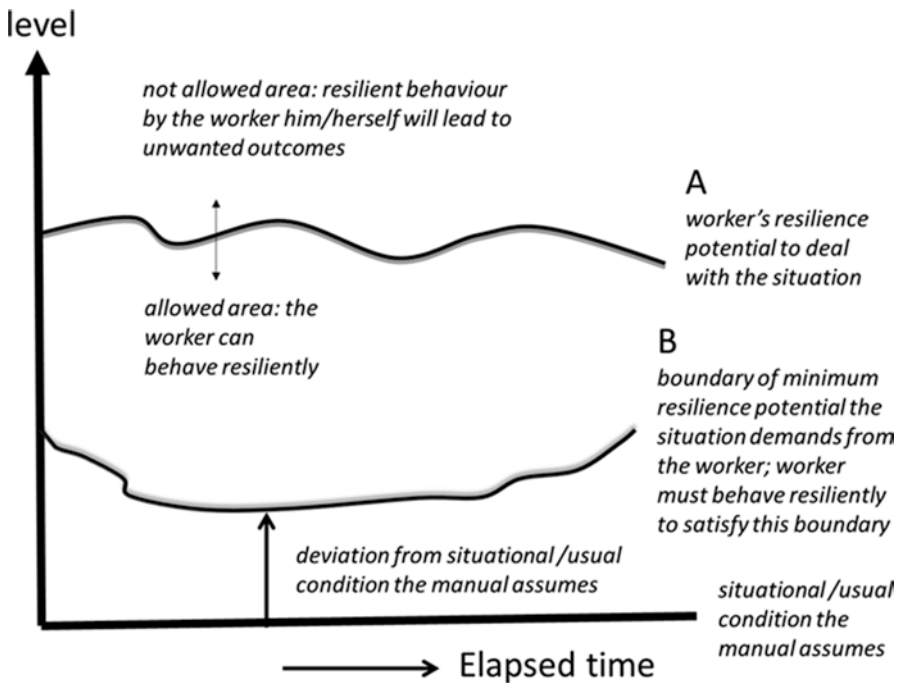 level
not allowed area: resilient behaviour
by the worker him/herself will lead to
unwanted outcomes
A
worker's resilience
potential to deal
with the situation
allowed area: the
worker can
behave resiliently
B
boundary of minimum
resilience potential the
situation demands from
the worker; worker
must behave resiliently
to satisfy this boundary
deviation from situational /usual
condition the manual assumes
situational /usual
condition the
manual assumes
Elapsed time